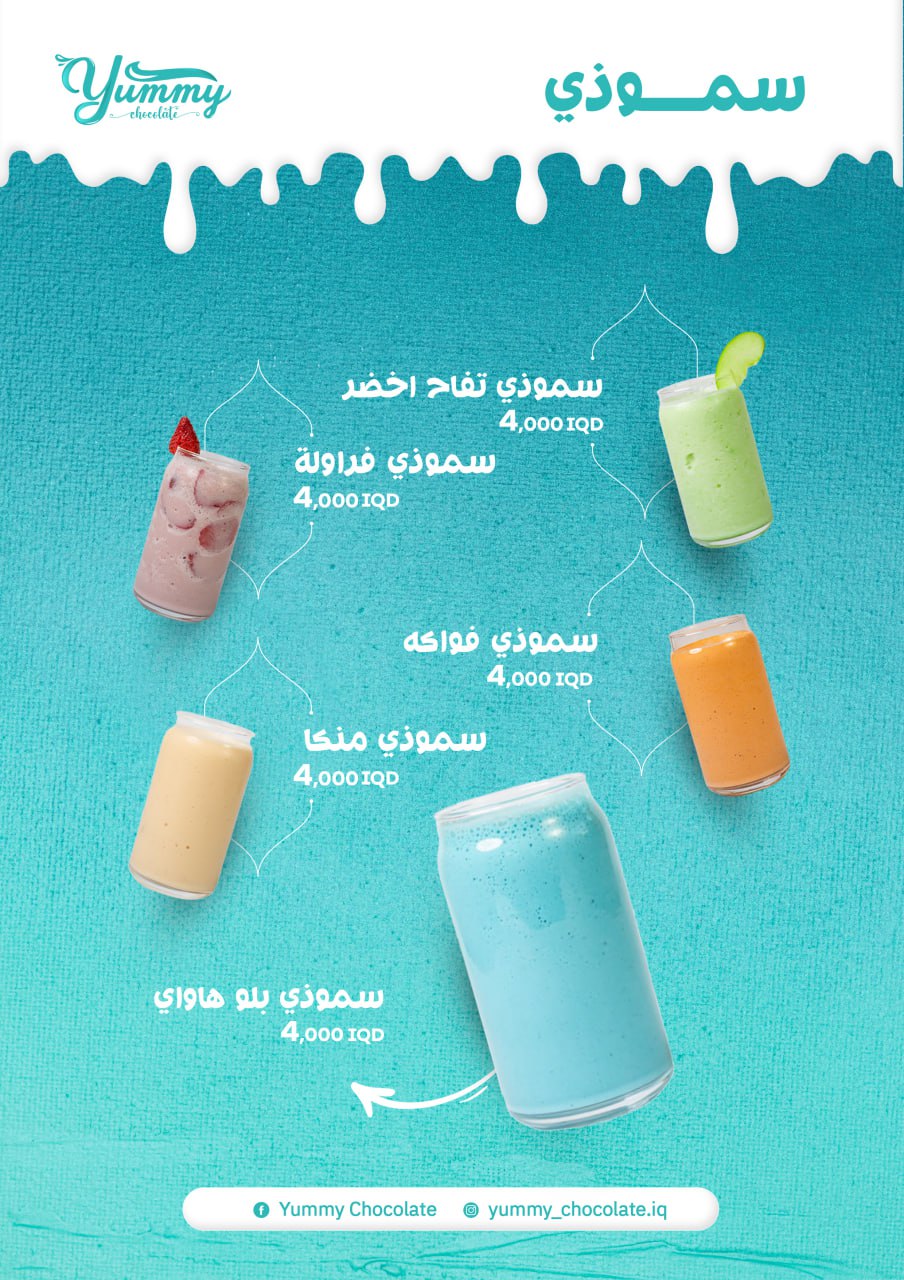 Yummy
chocolate
سمـــوذي
سموذي تفاح اخضر
4,000 IQD
سموذي فراولة
4,000 IQD
سموذي فواكه
4,000 IQD
سموذي منكا
4,000 IQD
سموذي بلو هاواي
4,000 IQD
Yummy Chocolate yummy_chocolate.iq